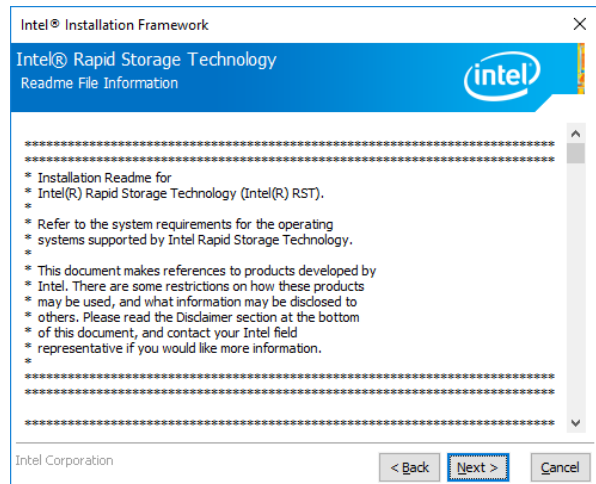 Intel® Installation Framework
Intel® Rapid Storage Technology
Readme File Information
intel
**************************************************************************
**************************************************************************
* Installation Readme for
* Intel(R) Rapid Storage Technology (Intel(R) RST).
*
* Refer to the system requirements for the operating
* systems supported by Intel Rapid Storage Technology.
*
* This document makes references to products developed by
* Intel. There are some restrictions on how these products
* may be used, and what information may be disclosed to
* others. Please read the Disclaimer section at the bottom
* of this document, and contact your Intel field
* representative if you would like more information.
*
**************************************************************************
**************************************************************************
**************************************************************************
Intel Corporation
< Back
Next >
Cancel